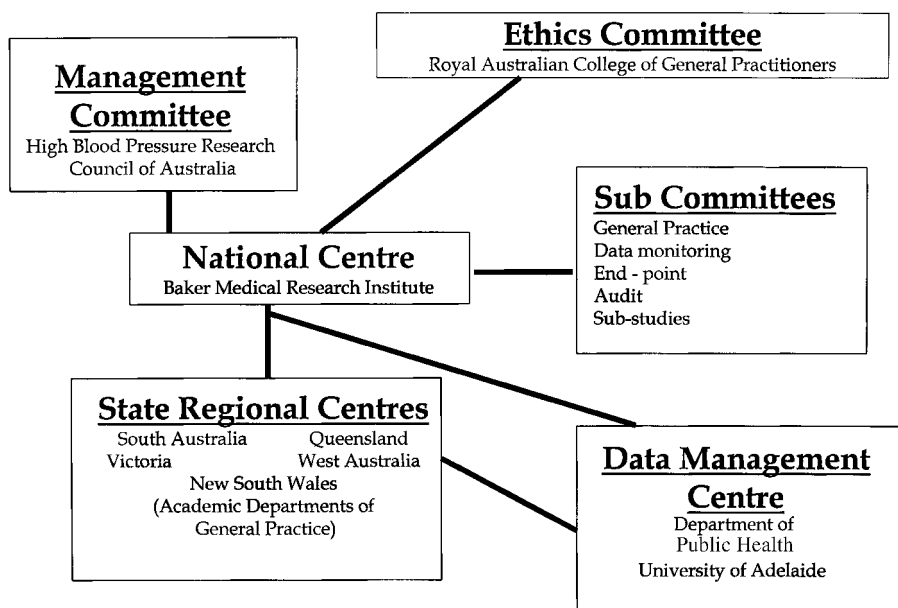 Management
Committee
High Blood Pressure Research
Council of Australia
Ethics Committee
Royal Australian College of General Practitioners
National Centre
Baker Medical Research Institute
Sub Committees
General Practice
Data monitoring
End - point
Audit
Sub-studies
State Regional Centres
South Australia Queensland
Victoria West Australia
New South Wales
(Academic Departments of
General Practice)
Data Management
Centre
Department of
Public Health
University of Adelaide